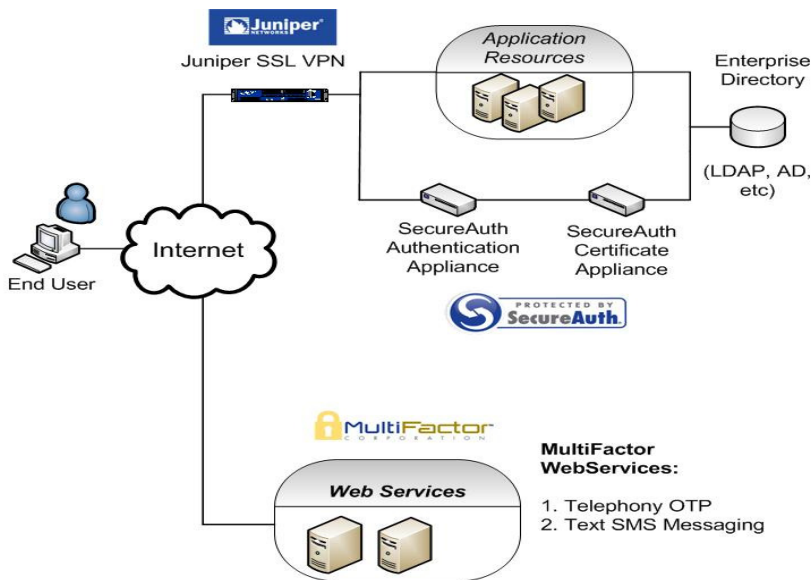 Juniper
NETWORKS
Juniper SSL VPN
Application
Resources
Enterprise
Directory
(LDAP, AD,
etc)
SecureAuth
Authentication
Appliance
SecureAuth
Certificate
Appliance
Internet
End User
PROTECTED BY
SecureAuth
MultiFactor
CORPORATION
MultiFactor
WebServices:
Web Services
1. Telephony OTP
2. Text SMS Messaging